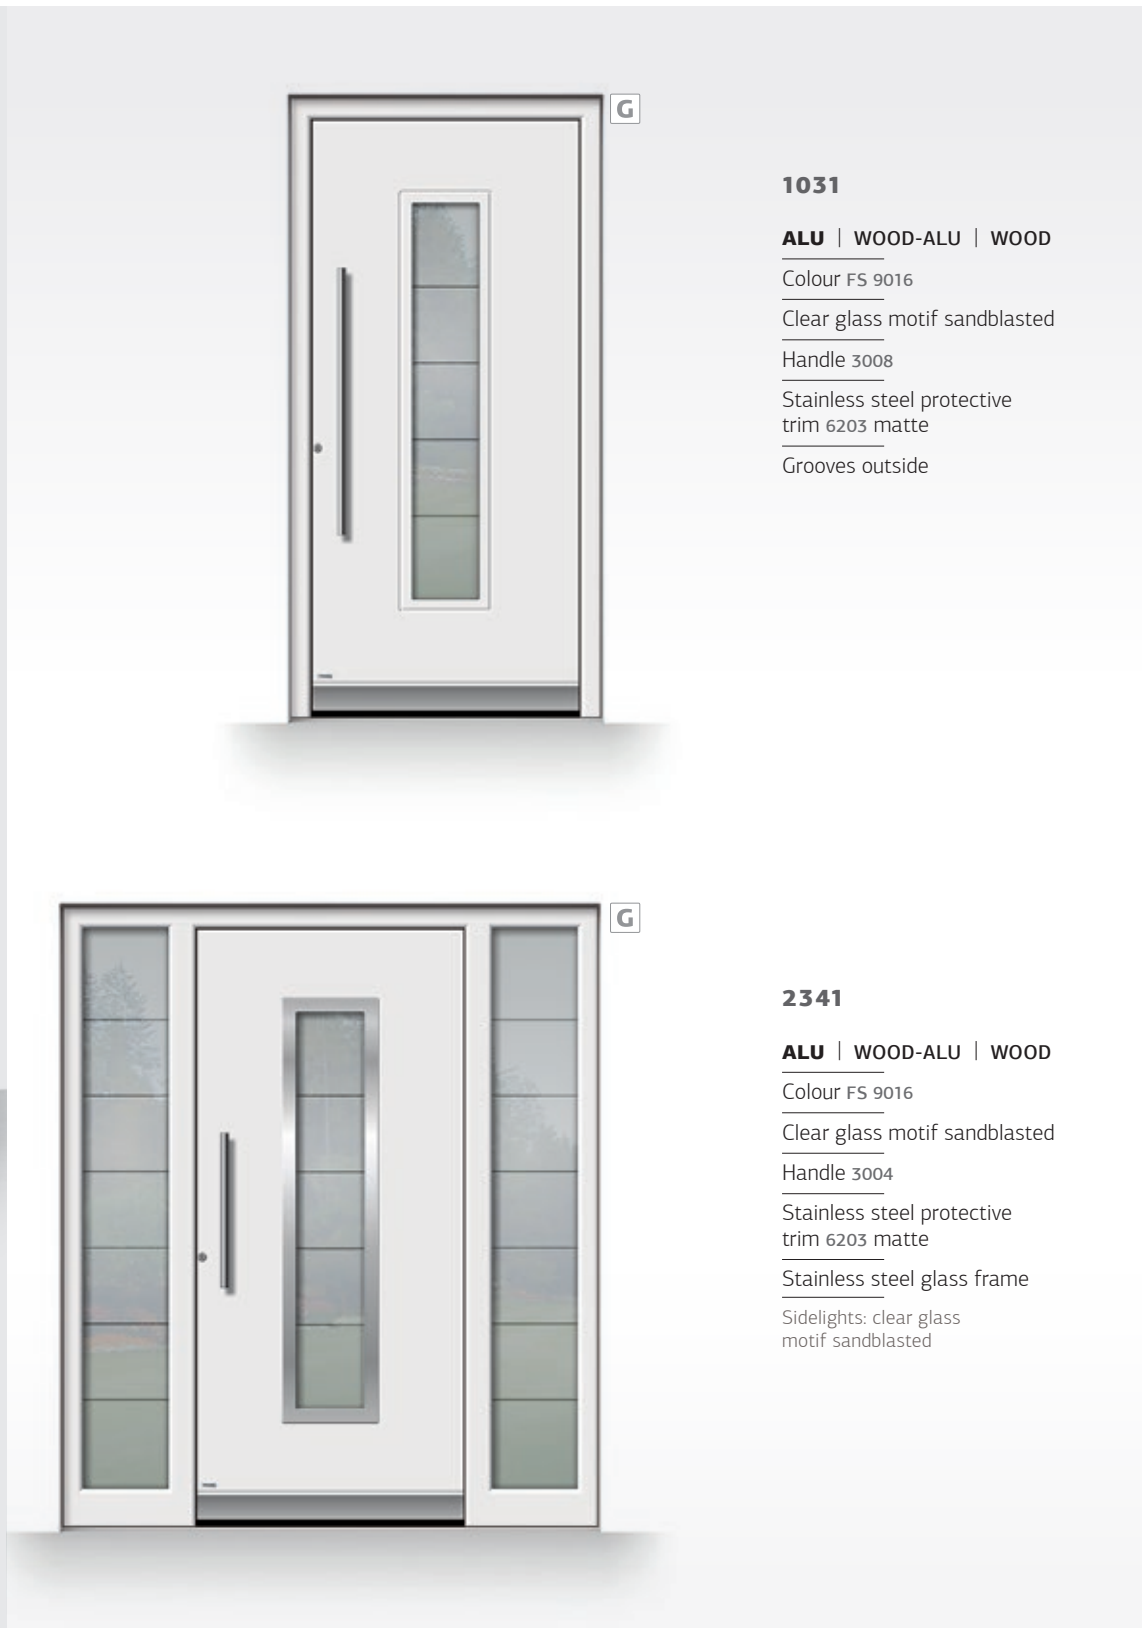 G
1031
ALU | WOOD-ALU | WOOD
Colour FS 9016
Clear glass motif sandblasted
Handle 3008
Stainless steel protective
trim 6203 matte
Grooves outside
G
2341
ALU | WOOD-ALU | WOOD
Colour FS 9016
Clear glass motif sandblasted
Handle 3004
Stainless steel protective
trim 6203 matte
Stainless steel glass frame
Sidelights: clear glass
motif sandblasted